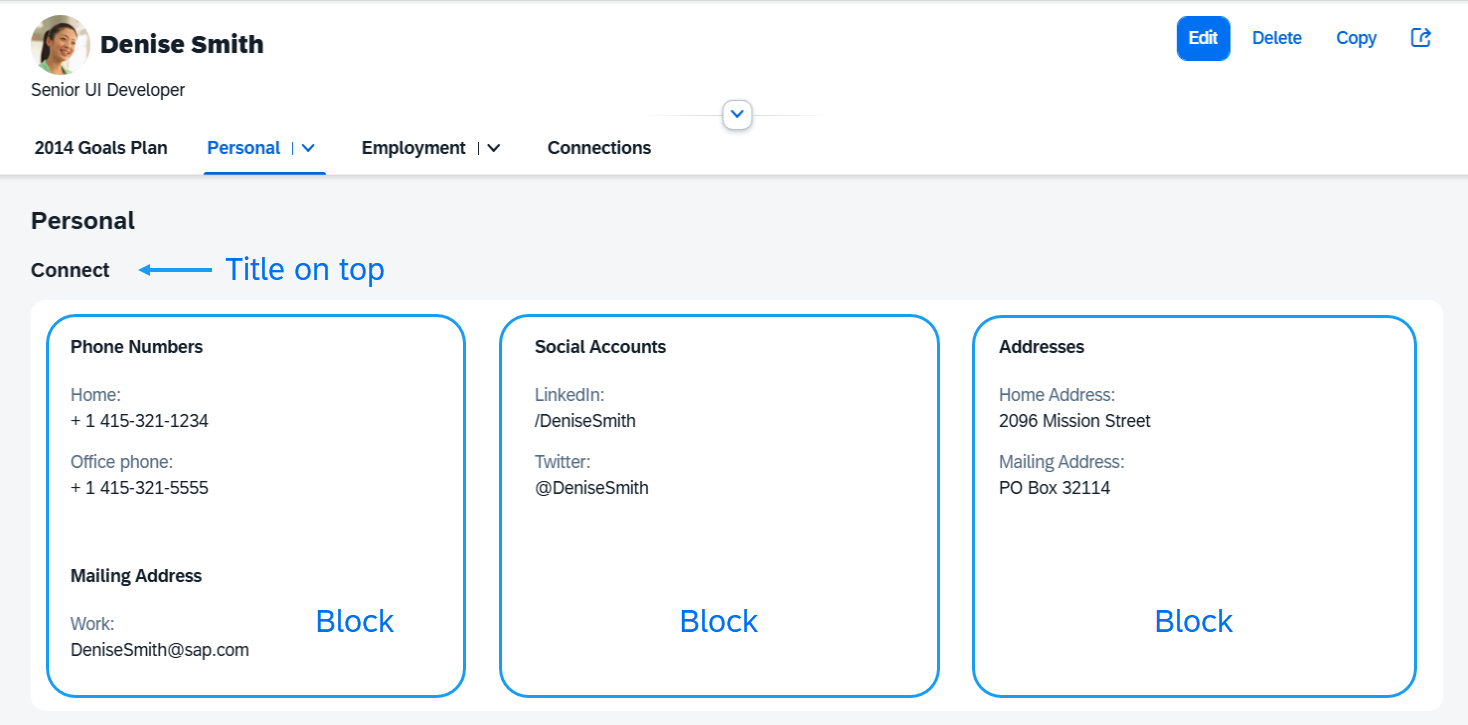 Denise Smith
Edit Delete Copy
Senior UI Developer
2014 Goals Plan Personal Employment Connections
Personal
Connect Title on top
Phone Numbers
Home:
+ 1 415-321-1234
Office phone:
+ 1 415-321-5555
Mailing Address
Work:
DeniseSmith@sap.com
Block
Social Accounts
LinkedIn:
/DeniseSmith
Twitter:
@DeniseSmith
Block
Addresses
Home Address:
2096 Mission Street
Mailing Address:
PO Box 32114
Block